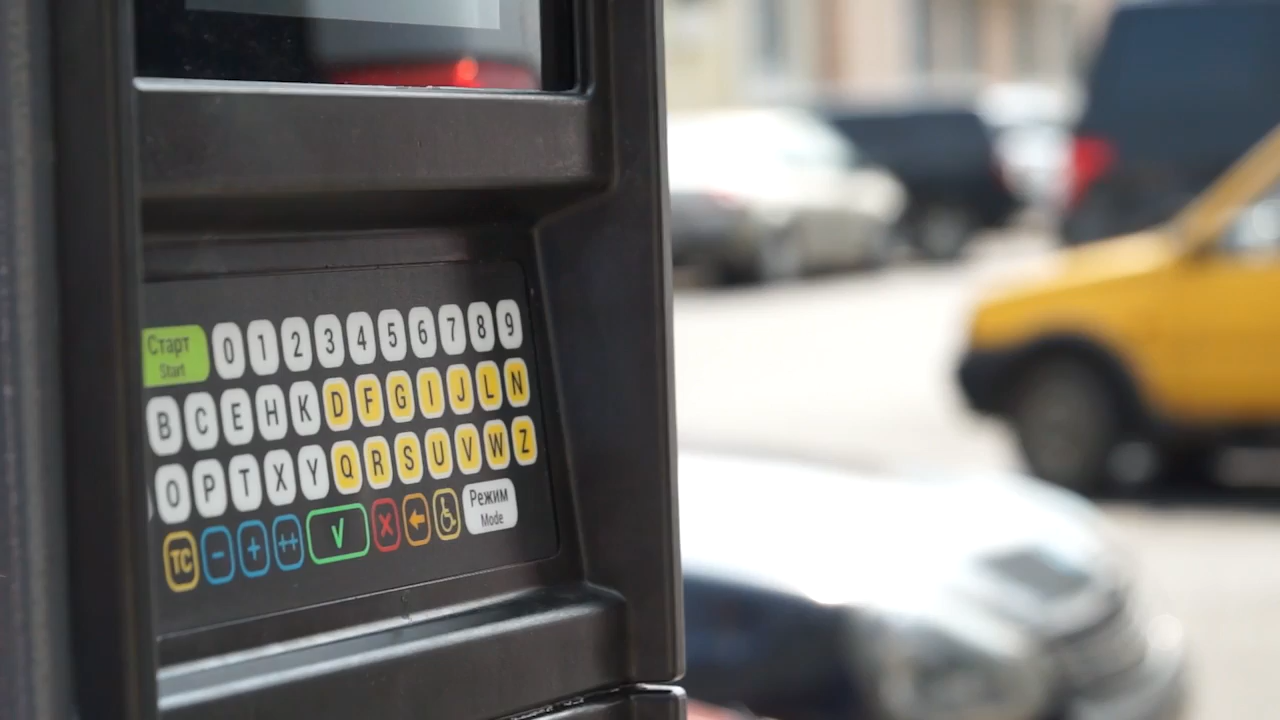 Старт 0 1 2 3 4 5 6 7 8 9
Start
B C E H K D F G I J L N
O P T X Y Q R S U V W Z
TC - + ++ √ X ← Режим
Mode